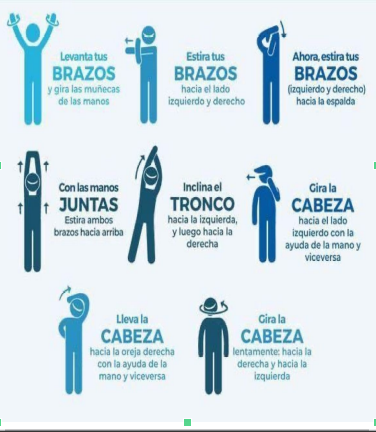 Levanta tus
BRAZOS
y gira las muñecas
de las manos
Estira tus
BRAZOS
hacia el lado
izquierdo y derecho
Ahora, estira tus
BRAZOS
(izquierdo y derecho)
hacia la espalda
Con las manos
JUNTAS
Estira ambos
brazos hacia arriba
Inclina el
TRONCO
hacia la izquierda,
y luego hacia la
derecha
Gira la
CABEZA
hacia el lado
izquierdo con la
ayuda de la mano y
viceversa
Lleva la
CABEZA
hacia la oreja derecha
con la ayuda de la
mano y viceversa
Gira la
CABEZA
lentamente: hacia la
derecha y hacia la
izquierda